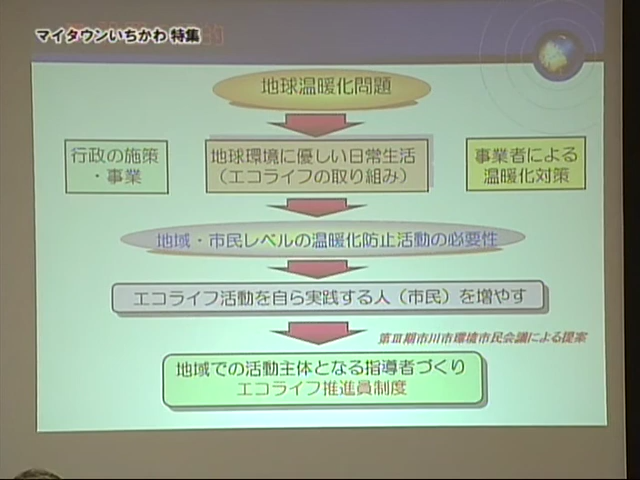 マイタウンいちかわ 特集
地球温暖化問題
行政の施策
・事業
地球環境に優しい日常生活
（エコライフの取り組み）
事業者による
温暖化対策
地域・市民レベルの温暖化防止活動の必要性
エコライフ活動を自ら実践する人（市民）を増やす
第Ⅲ期市川市環境市民会議による提案
地域での活動主体となる指導者づくり
エコライフ推進員制度